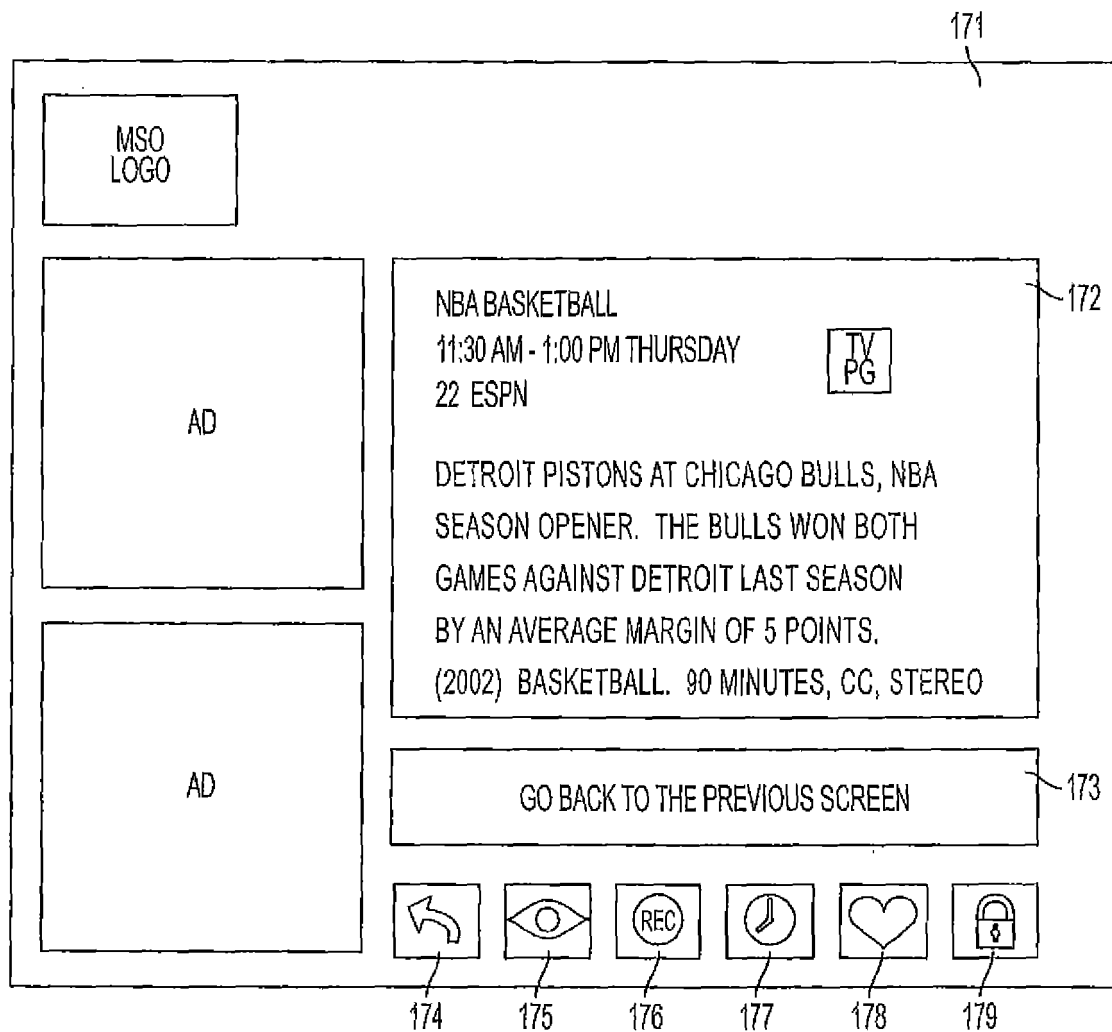 171
MSO
LOGO
AD
NBA BASKETBALL
11:30 AM - 1:00 PM THURSDAY
22 ESPN
TV
PG
172
DETROIT PISTONS AT CHICAGO BULLS, NBA
SEASON OPENER. THE BULLS WON BOTH
GAMES AGAINST DETROIT LAST SEASON
BY AN AVERAGE MARGIN OF 5 POINTS.
(2002) BASKETBALL. 90 MINUTES, CC, STEREO
AD
GO BACK TO THE PREVIOUS SCREEN
173
REC
174
175
176
177
178
179